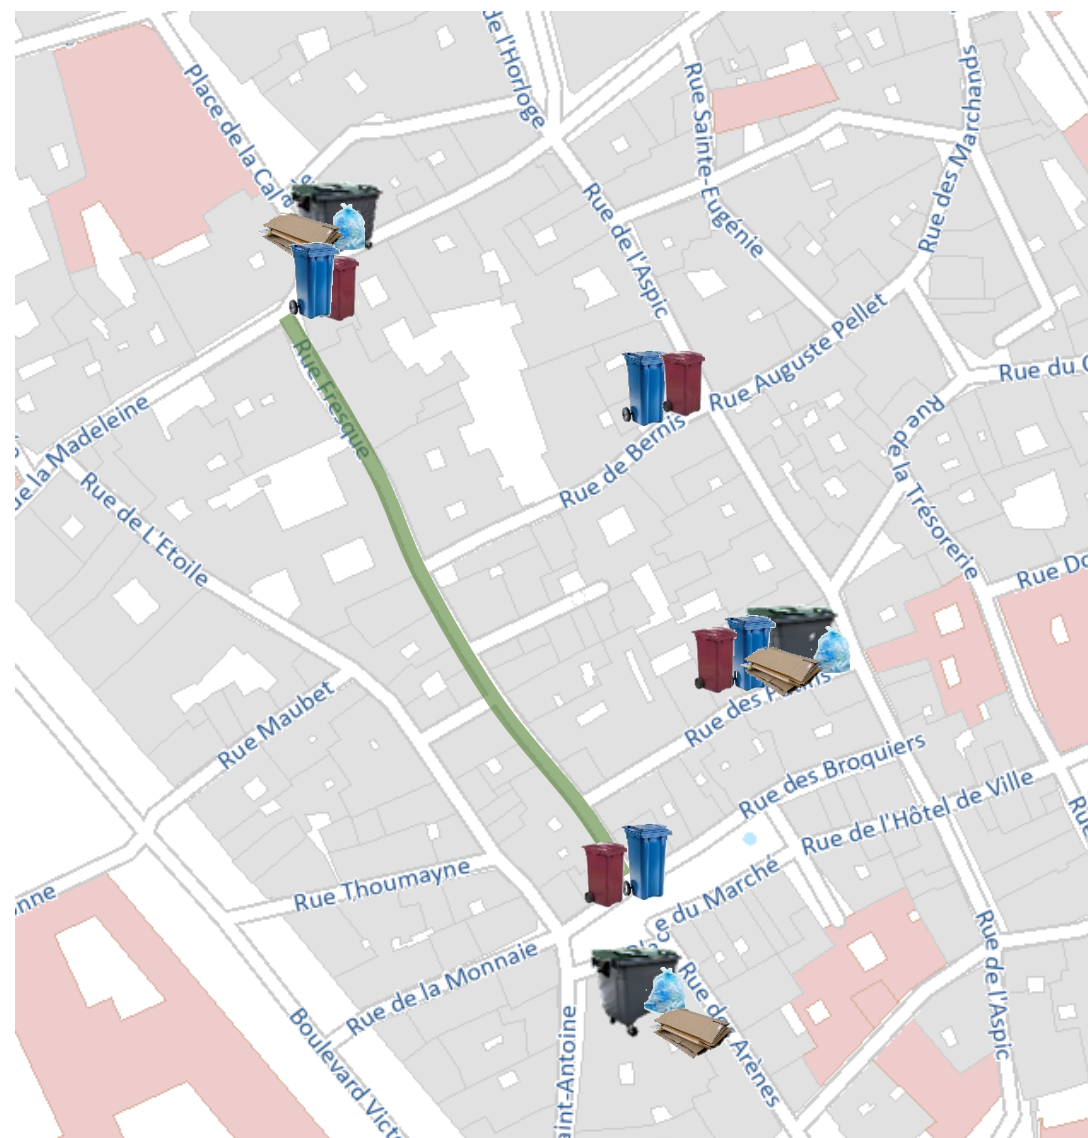 de l'Horloge
Place de la Cal
Rue Sainte-Eugénie
Rue des Marchands
Rue de l'Aspic
Rue Auguste Pellet
Rue Fresque
Rue du
de la Madeleine
Rue de Bernis
Rue de la Trésorerie
Rue de L'Etoile
Rue Do
Rue Maubet
Rue des
Rue des Broquiers
Rue de l'Hôtel de Ville
Rue Thoumayne
nne
du Marché
Rue de la Monnaie
Rue de l'Aspic
Rue des Arènes
Boulevard Victo
aint-Antoine